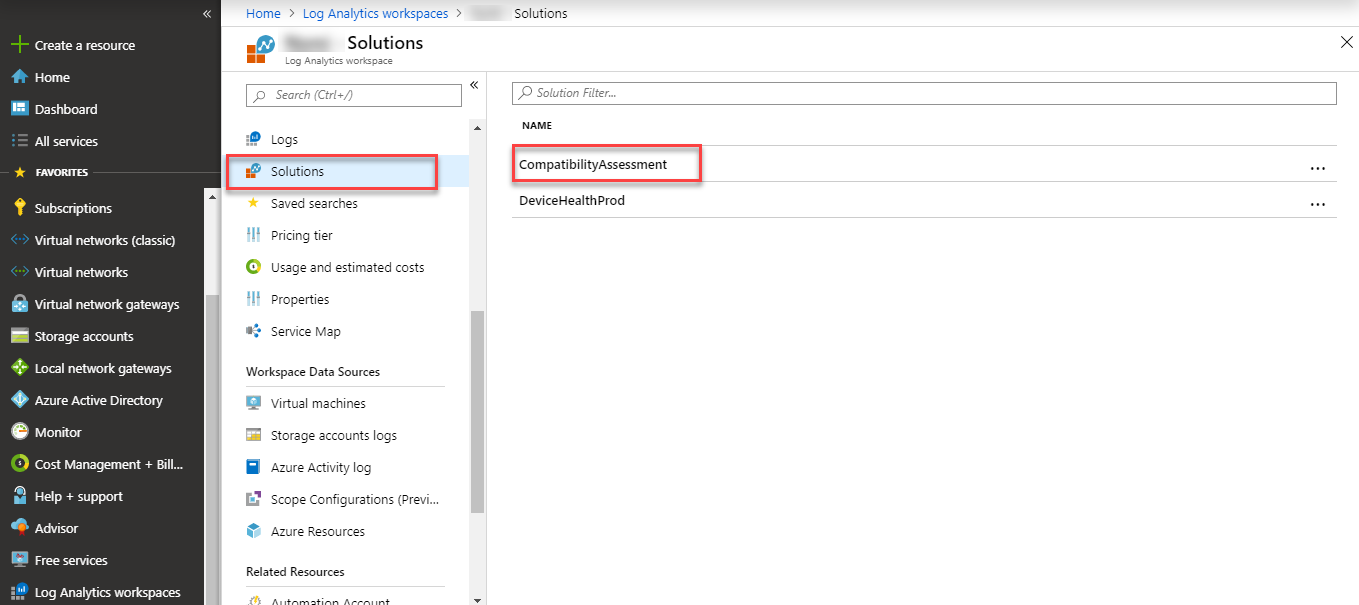 Create a resource
Home
Dashboard
All services
FAVORITES
Subscriptions
Virtual networks (classic)
Virtual networks
Virtual network gateways
Storage accounts
Local network gateways
Azure Active Directory
Monitor
Cost Management + Bill...
Help + support
Advisor
Free services
Log Analytics workspaces
Home > Log Analytics workspaces > Solutions
Solutions
Log Analytics workspace
Search (Ctrl+/)
Logs
Solutions
Saved searches
Pricing tier
Usage and estimated costs
Properties
Service Map
Workspace Data Sources
Virtual machines
Storage accounts logs
Azure Activity log
Scope Configurations (Previ...
Azure Resources
Related Resources
Automation Account
Solution Filter...
NAME
CompatibilityAssessment
DeviceHealthProd